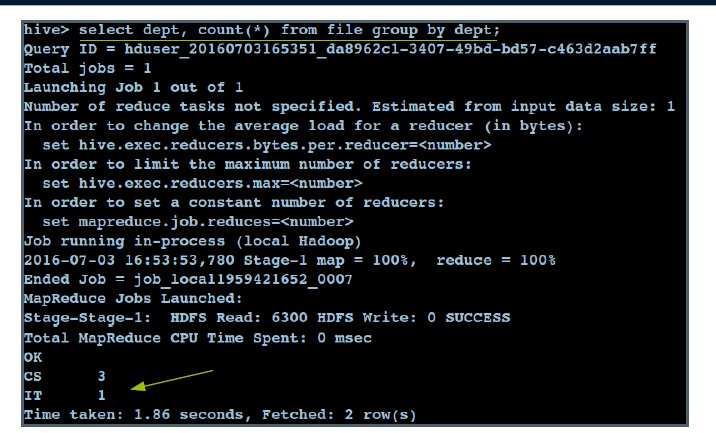 hive> select dept, count(*) from file group by dept;
Query ID = hduser_20160703165351_da8962c1-3407-49bd-bd57-c463d2aab7ff
Total jobs = 1
Launching Job 1 out of 1
Number of reduce tasks not specified. Estimated from input data size: 1
In order to change the average load for a reducer (in bytes):
  set hive.exec.reducers.bytes.per.reducer=<number>
In order to limit the maximum number of reducers:
  set hive.exec.reducers.max=<number>
In order to set a constant number of reducers:
  set mapreduce.job.reduces=<number>
Job running in-process (local Hadoop)
2016-07-03 16:53:53,780 Stage-1 map = 100%,  reduce = 100%
Ended Job = job_local1959421652_0007
MapReduce Jobs Launched:
Stage-Stage-1:  HDFS Read: 6300 HDFS Write: 0 SUCCESS
Total MapReduce CPU Time Spent: 0 msec
OK
CS      3
IT      1
Time taken: 1.86 seconds, Fetched: 2 row(s)